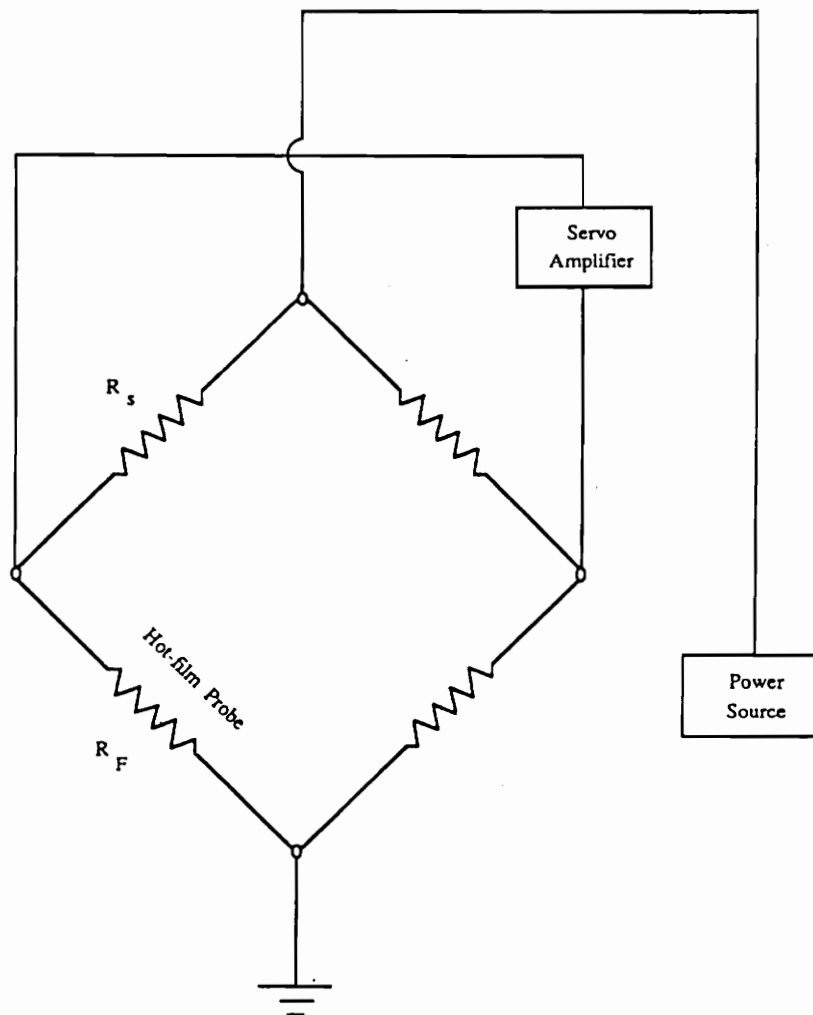 Servo
Amplifier
R s
Hot-film Probe
R F
Power
Source